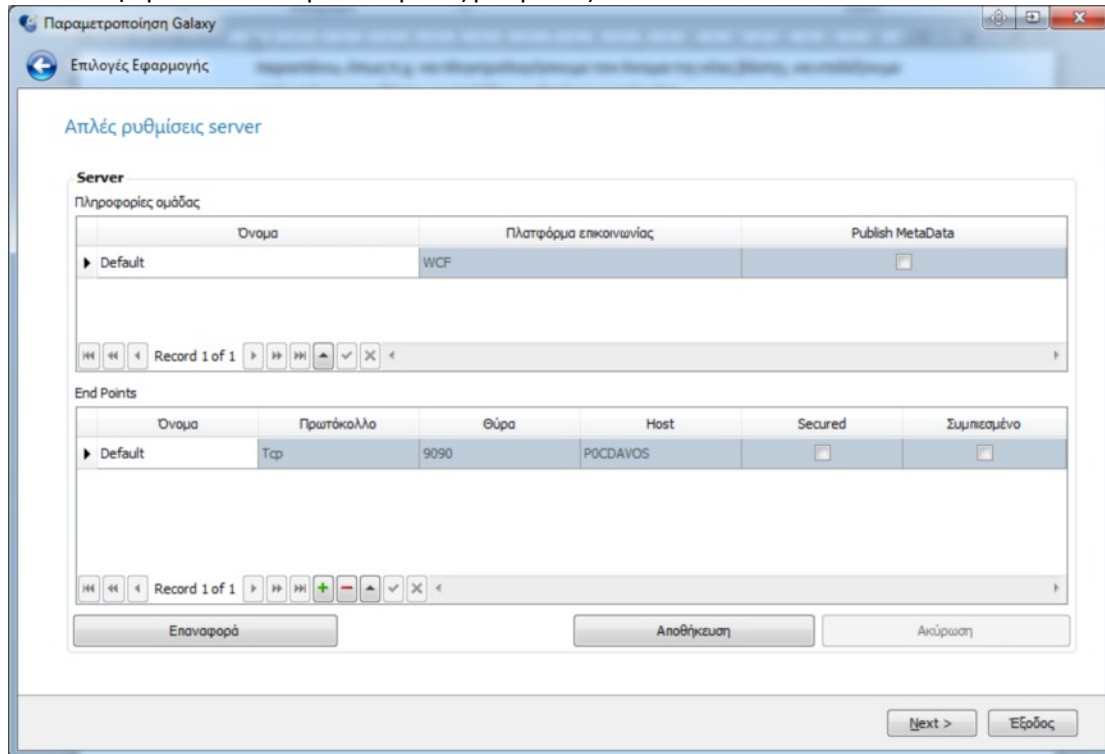 Παραμετροποίηση Galaxy
Επιλογές Εφαρμογής
Απλές ρυθμίσεις server
Server
Πληροφορίες ομάδας
Όνομα Πλατφόρμα επικοινωνίας Publish MetaData
Default WCF
Record 1 of 1
End Points
Όνομα Πρωτόκολλο Θύρα Host Secured Συμπιεσμένο
Default Tcp 9090 P0CDAVOS
Record 1 of 1
Επαναφορά Αποθήκευση Ακύρωση
Next > Έξοδος